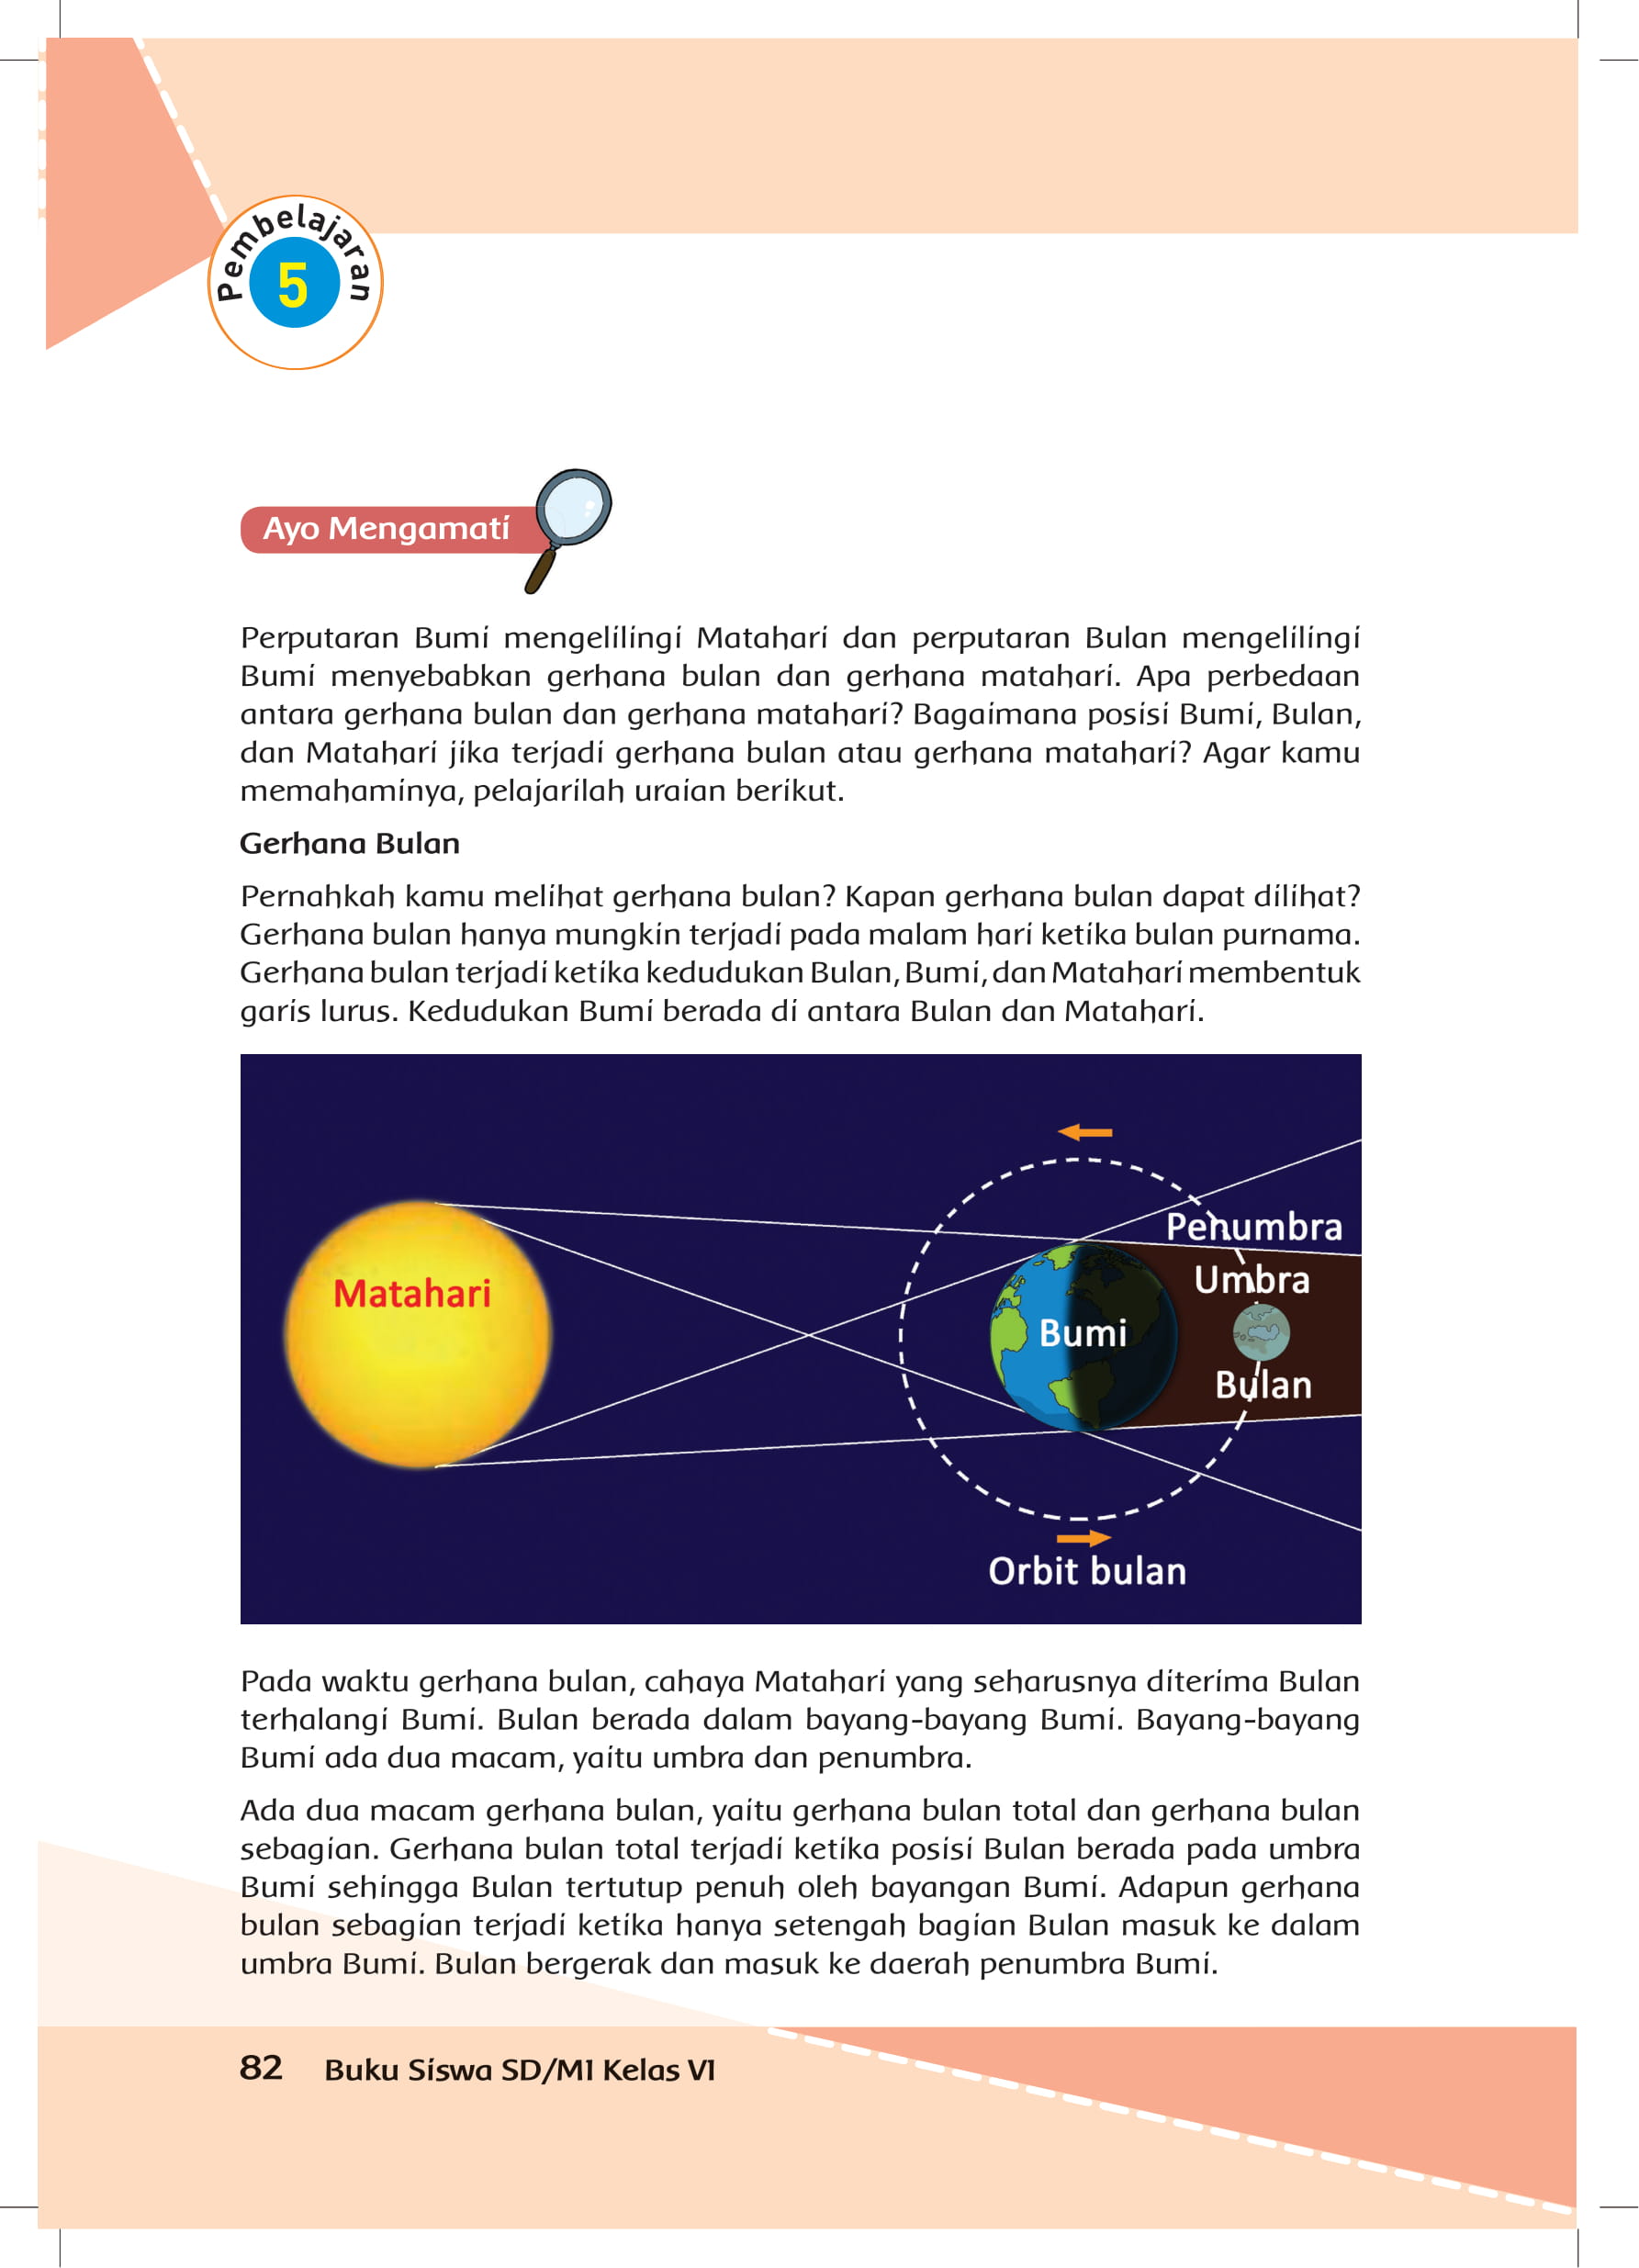 Pembelajaran
5
Ayo Mengamati
Perputaran Bumi mengelilingi Matahari dan perputaran Bulan mengelilingi
Bumi menyebabkan gerhana bulan dan gerhana matahari. Apa perbedaan
antara gerhana bulan dan gerhana matahari? Bagaimana posisi Bumi, Bulan,
dan Matahari jika terjadi gerhana bulan atau gerhana matahari? Agar kamu
memahaminya, pelajarilah uraian berikut.
Gerhana Bulan
Pernahkah kamu melihat gerhana bulan? Kapan gerhana bulan dapat dilihat?
Gerhana bulan hanya mungkin terjadi pada malam hari ketika bulan purnama.
Gerhana bulan terjadi ketika kedudukan Bulan, Bumi, dan Matahari membentuk
garis lurus. Kedudukan Bumi berada di antara Bulan dan Matahari.
Penumbra
Umbra
Matahari
Bumi
Bulan
Orbit bulan
Pada waktu gerhana bulan, cahaya Matahari yang seharusnya diterima Bulan
terhalangi Bumi. Bulan berada dalam bayang-bayang Bumi. Bayang-bayang
Bumi ada dua macam, yaitu umbra dan penumbra.
Ada dua macam gerhana bulan, yaitu gerhana bulan total dan gerhana bulan
sebagian. Gerhana bulan total terjadi ketika posisi Bulan berada pada umbra
Bumi sehingga Bulan tertutup penuh oleh bayangan Bumi. Adapun gerhana
bulan sebagian terjadi ketika hanya setengah bagian Bulan masuk ke dalam
umbra Bumi. Bulan bergerak dan masuk ke daerah penumbra Bumi.
82 Buku Siswa SD/MI Kelas VI